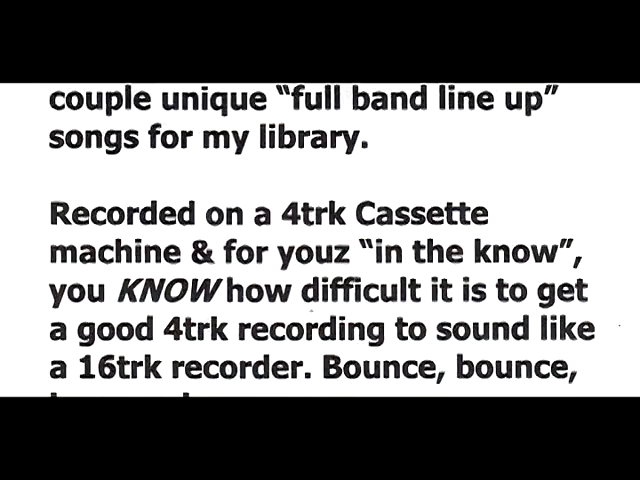 couple unique “full band line up”
songs for my library.
Recorded on a 4trk Cassette
machine & for youz “in the know”,
you KNOW how difficult it is to get
a good 4trk recording to sound like
a 16trk recorder. Bounce, bounce,